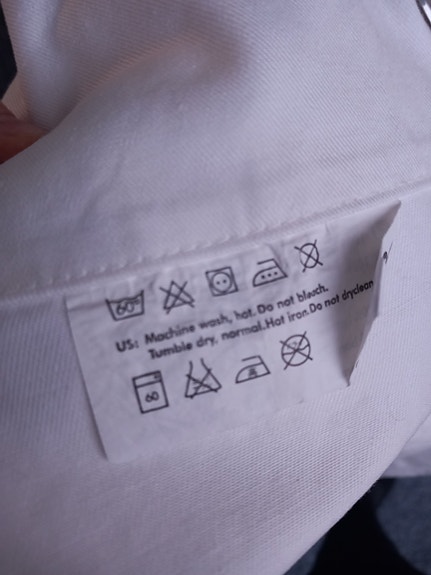 60°
US: Machine wash, hot. Do not bleach.
Tumble dry, normal.Hot iron.Do not dryclean
60